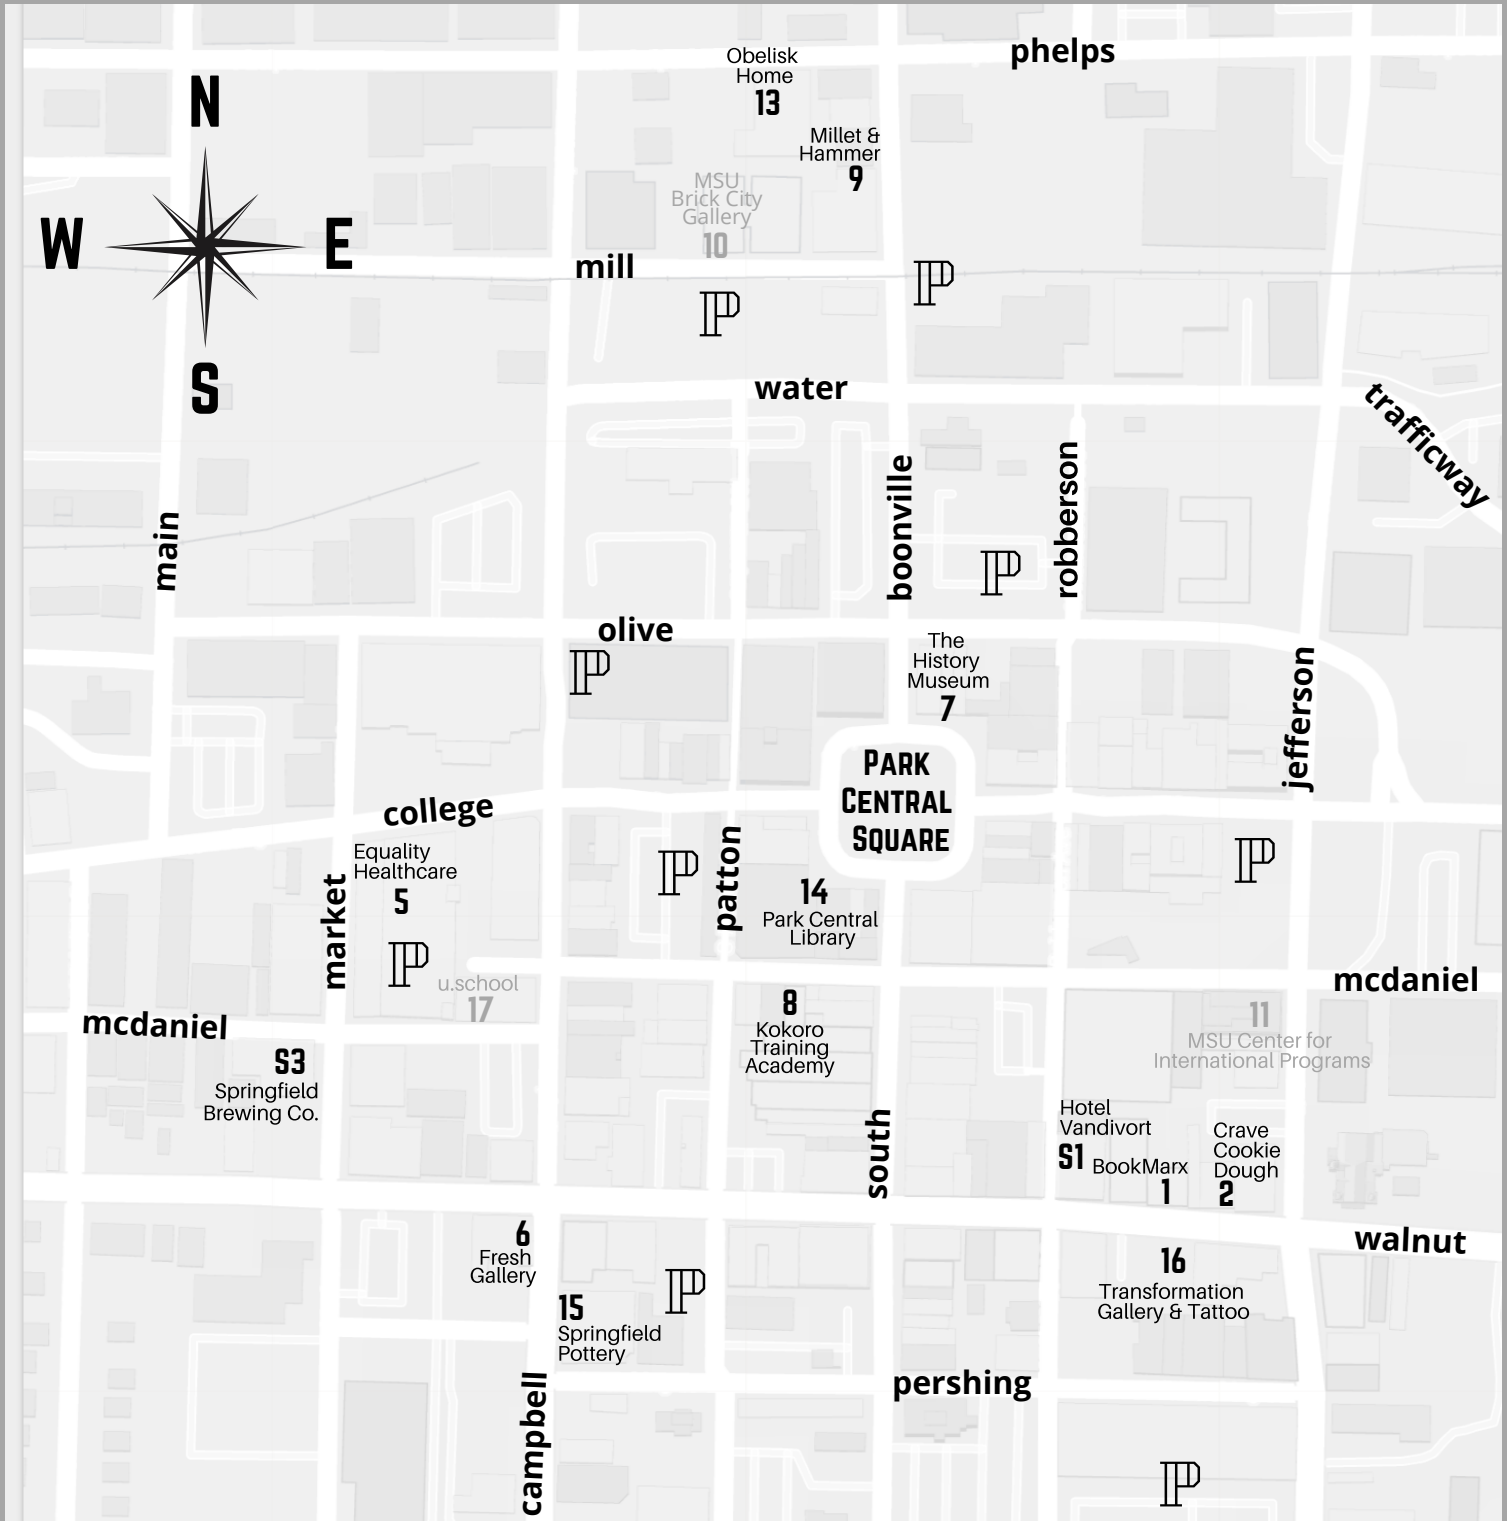 phelps
Obelisk
Home
13
N
Millet &
Hammer
9
MSU
Brick City
Gallery
10
W
E
mill
P
P
S
water
trafficway
boonville
robberson
main
P
olive
P
The
History
Museum
7
jefferson
PARK
CENTRAL
SQUARE
college
Equality
Healthcare
5
market
P
u.school
17
P
patton
14
Park Central
Library
P
mcdaniel
mcdaniel
S3
Springfield
Brewing Co.
8
Kokoro
Training
Academy
11
MSU Center for
International Programs
south
Hotel
Vandivort
S1
BookMarx
1
Crave
Cookie
Dough
2
walnut
6
Fresh
Gallery
15
Springfield
Pottery
P
16
Transformation
Gallery & Tattoo
campbell
pershing
P